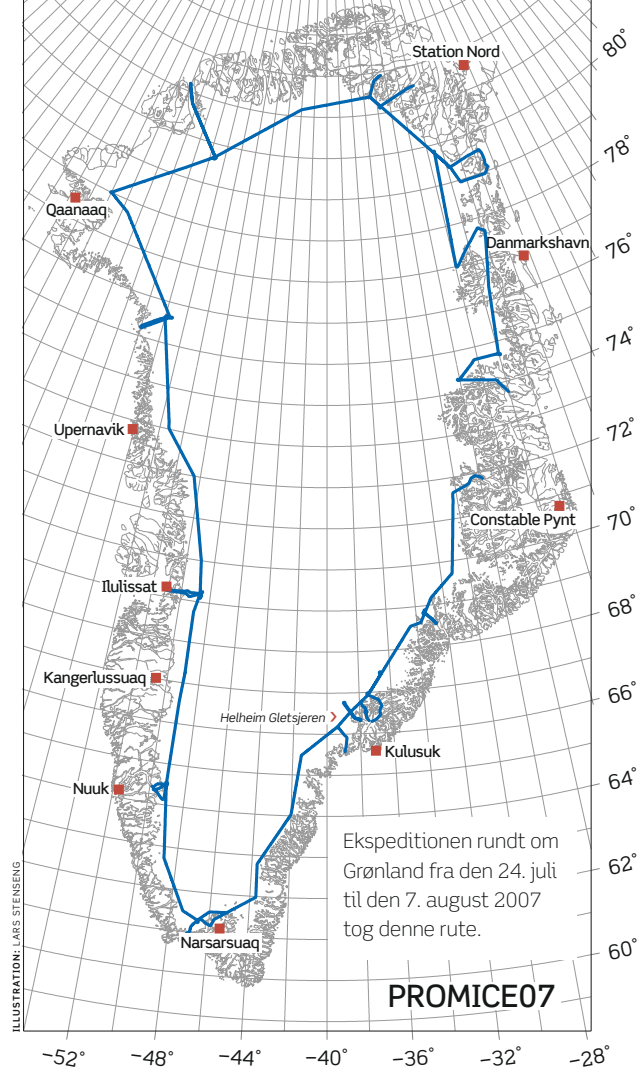 Station Nord
80°
78°
Qaanaaq
Danmarkshavn
76°
74°
Upernavik
72°
Constable Pynt
70°
Ilulissat
68°
Kangerlussuaq
66°
Helheim Gletsjeren
Kulusuk
64°
Nuuk
Ekspeditionen rundt om
Grønland fra den 24. juli
til den 7. august 2007
tog denne rute.
62°
Narsarsuaq
60°
ILLUSTRATION: LARS STENSENG
PROMICE07
−52° −48° −44° −40° −36° −32° −28°